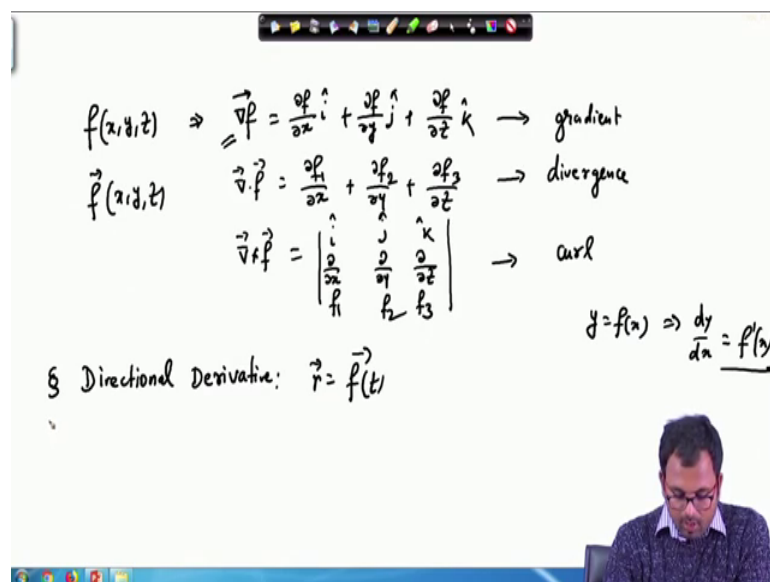 f(x,y,z) ⇒ ∇⃗f = ∂f/∂x î + ∂f/∂y ĵ + ∂f/∂z k̂ → gradient
f⃗(x,y,z) ∇⃗·f⃗ = ∂f₁/∂x + ∂f₂/∂y + ∂f₃/∂z → divergence
∇⃗×f⃗ = | î ĵ k̂ |
| ∂/∂x ∂/∂y ∂/∂z | → curl
| f₁ f₂ f₃ |
y = f(x) ⇒ dy/dx = f'(x)
§ Directional Derivative: r⃗ = f⃗(t)